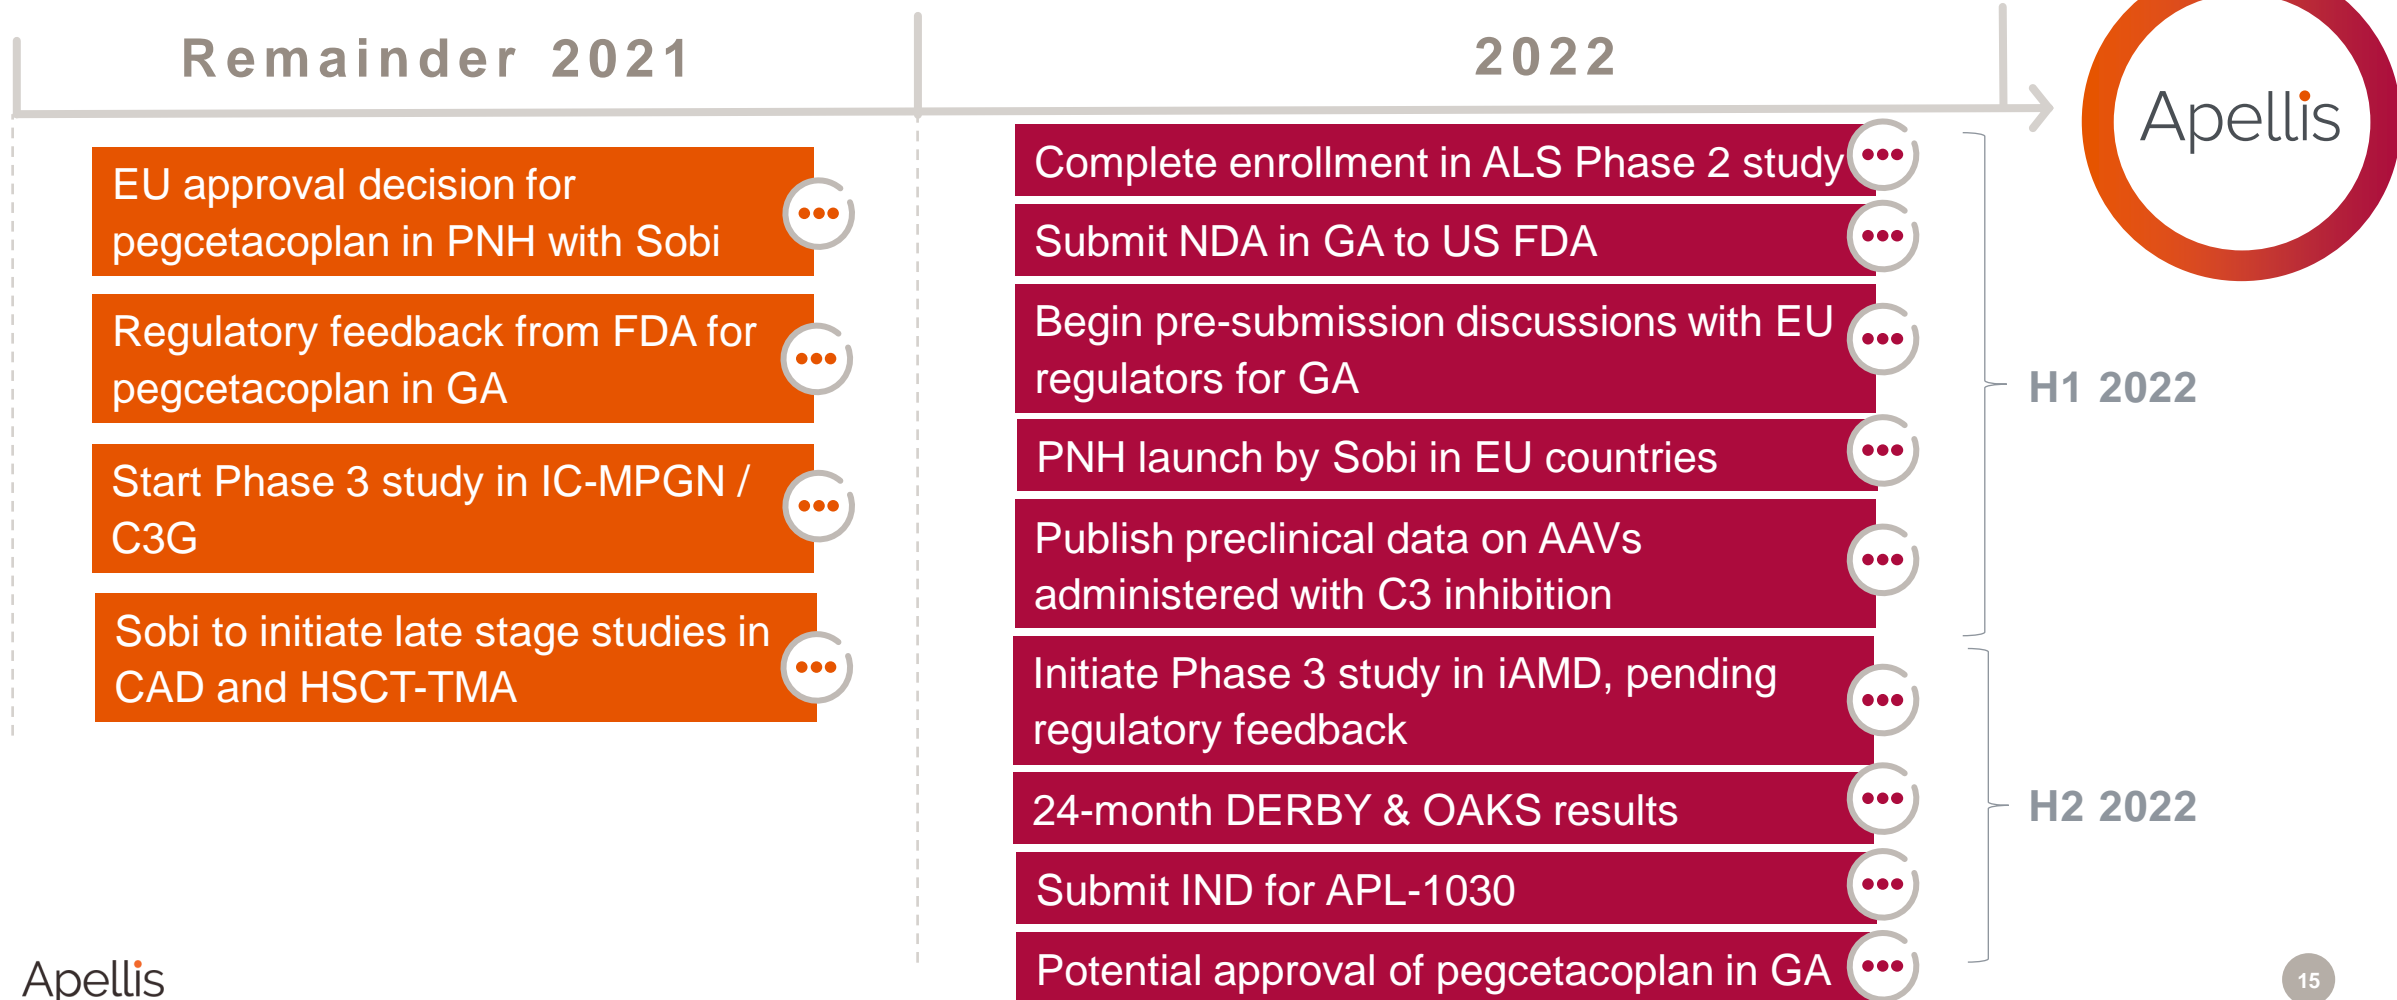 Remainder 2021
2022
Apellis
EU approval decision for
pegcetacoplan in PNH with Sobi
Regulatory feedback from FDA for
pegcetacoplan in GA
Start Phase 3 study in IC-MPGN /
C3G
Sobi to initiate late stage studies in
CAD and HSCT-TMA
Complete enrollment in ALS Phase 2 study
Submit NDA in GA to US FDA
Begin pre-submission discussions with EU
regulators for GA
PNH launch by Sobi in EU countries
Publish preclinical data on AAVs
administered with C3 inhibition
H1 2022
Initiate Phase 3 study in iAMD, pending
regulatory feedback
24-month DERBY & OAKS results
Submit IND for APL-1030
Potential approval of pegcetacoplan in GA
H2 2022
Apellis
15